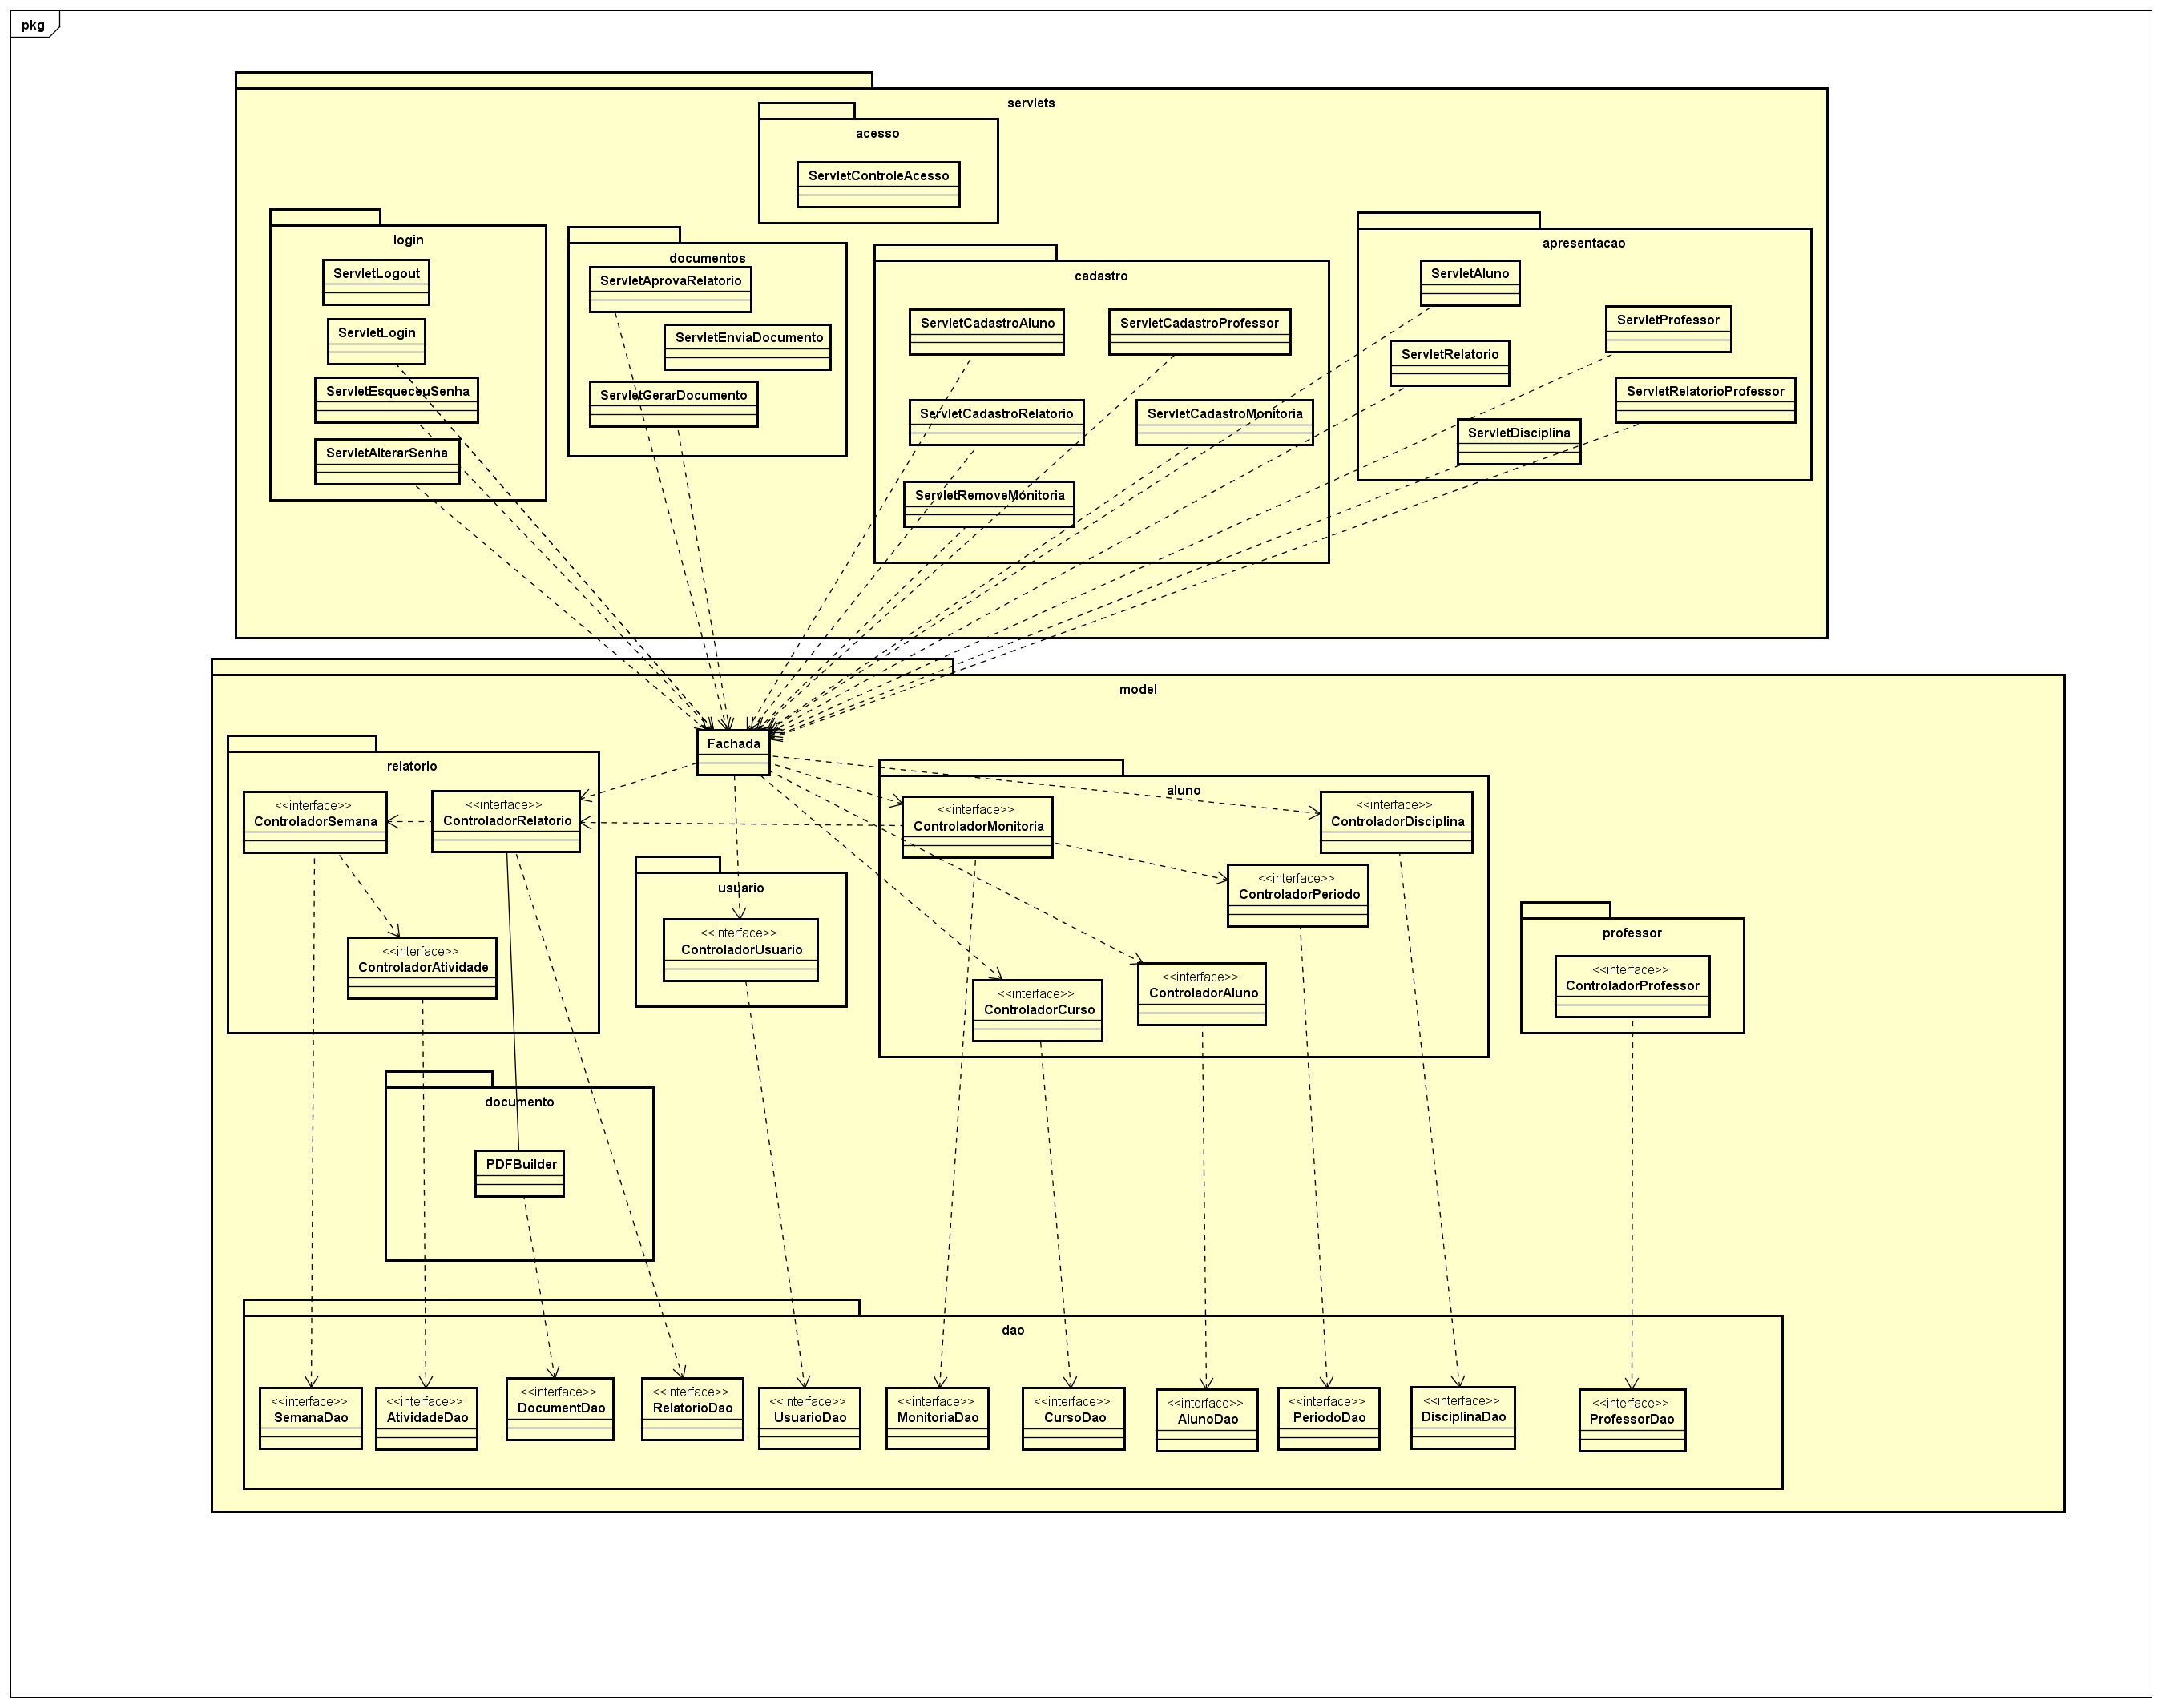 pkg
servlets
acesso
ServletControleAcesso
login
ServletLogout
ServletLogin
ServletEsqueceuSenha
ServletAlterarSenha
documentos
ServletAprovaRelatorio
ServletEnviaDocumento
ServletGerarDocumento
cadastro
ServletCadastroAluno
ServletCadastroProfessor
ServletCadastroRelatorio
ServletCadastroMonitoria
ServletRemoveMonitoria
apresentacao
ServletAluno
ServletProfessor
ServletRelatorio
ServletRelatorioProfessor
ServletDisciplina
model
Fachada
relatorio
<<interface>>
ControladorSemana
<<interface>>
ControladorRelatorio
<<interface>>
ControladorAtividade
usuario
<<interface>>
ControladorUsuario
aluno
<<interface>>
ControladorMonitoria
<<interface>>
ControladorDisciplina
<<interface>>
ControladorPeriodo
<<interface>>
ControladorAluno
<<interface>>
ControladorCurso
professor
<<interface>>
ControladorProfessor
documento
PDFBuilder
dao
<<interface>>
SemanaDao
<<interface>>
AtividadeDao
<<interface>>
DocumentDao
<<interface>>
RelatorioDao
<<interface>>
UsuarioDao
<<interface>>
MonitoriaDao
<<interface>>
CursoDao
<<interface>>
AlunoDao
<<interface>>
PeriodoDao
<<interface>>
DisciplinaDao
<<interface>>
ProfessorDao